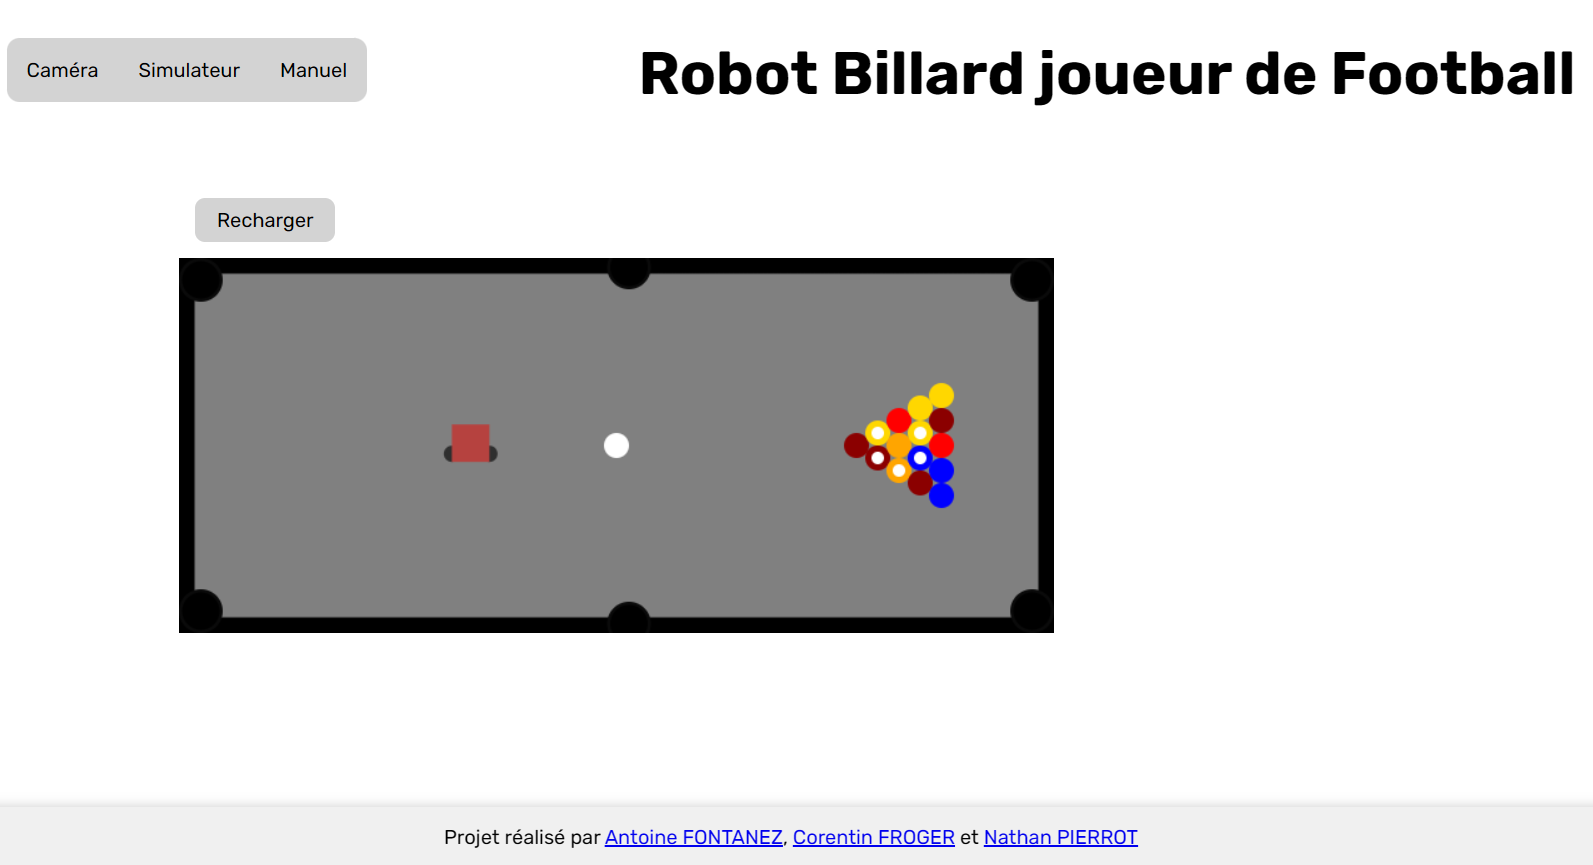 Caméra Simulateur Manuel
Robot Billard joueur de Football
Recharger
Projet réalisé par Antoine FONTANEZ, Corentin FROGER et Nathan PIERROT